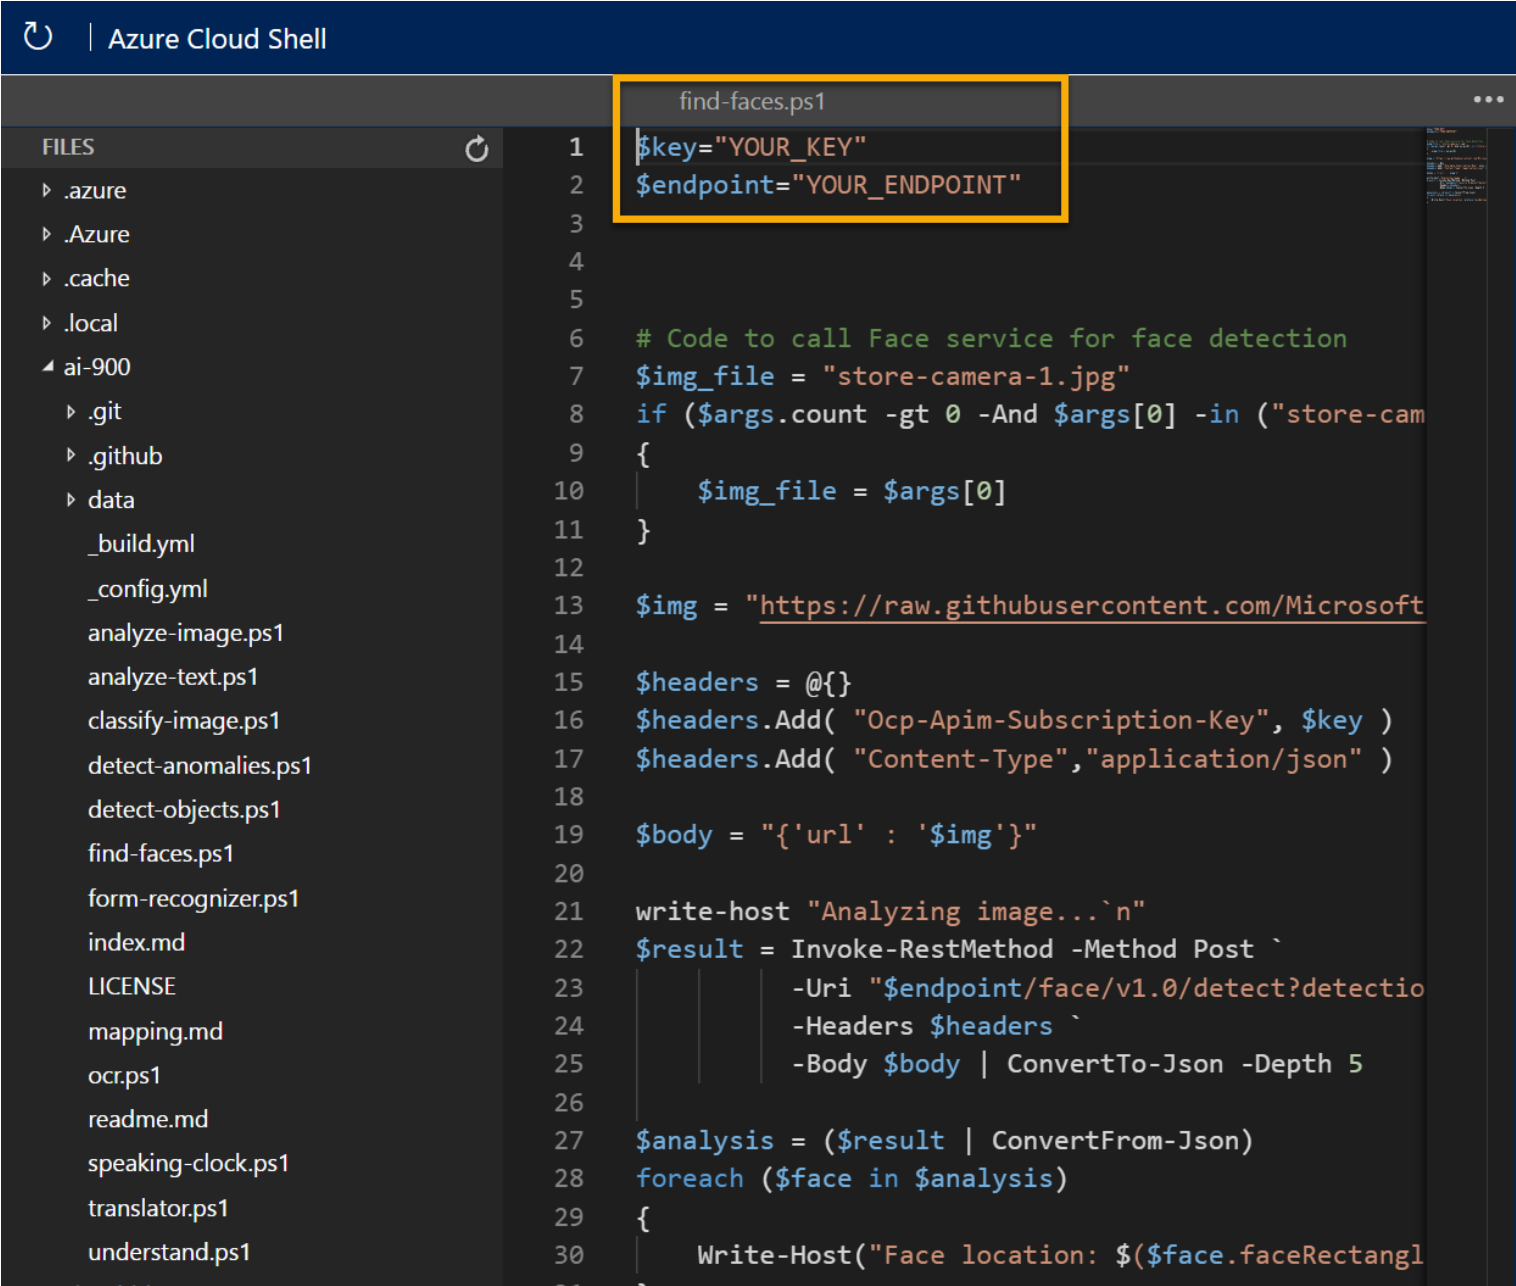 Azure Cloud Shell
find-faces.ps1
FILES
.azure
.Azure
.cache
.local
ai-900
.git
.github
data
_build.yml
_config.yml
analyze-image.ps1
analyze-text.ps1
classify-image.ps1
detect-anomalies.ps1
detect-objects.ps1
find-faces.ps1
form-recognizer.ps1
index.md
LICENSE
mapping.md
ocr.ps1
readme.md
speaking-clock.ps1
translator.ps1
understand.ps1
1 $key="YOUR_KEY"
2 $endpoint="YOUR_ENDPOINT"
3
4
5
6 # Code to call Face service for face detection
7 $img_file = "store-camera-1.jpg"
8 if ($args.count -gt 0 -And $args[0] -in ("store-cam
9 {
10     $img_file = $args[0]
11 }
12
13 $img = "https://raw.githubusercontent.com/Microsoft
14
15 $headers = @{}
16 $headers.Add( "Ocp-Apim-Subscription-Key", $key )
17 $headers.Add( "Content-Type","application/json" )
18
19 $body = "{'url' : '$img'}"
20
21 write-host "Analyzing image...`n"
22 $result = Invoke-RestMethod -Method Post `
23           -Uri "$endpoint/face/v1.0/detect?detectio
24           -Headers $headers `
25           -Body $body | ConvertTo-Json -Depth 5
26
27 $analysis = ($result | ConvertFrom-Json)
28 foreach ($face in $analysis)
29 {
30     Write-Host("Face location: $($face.faceRectangl